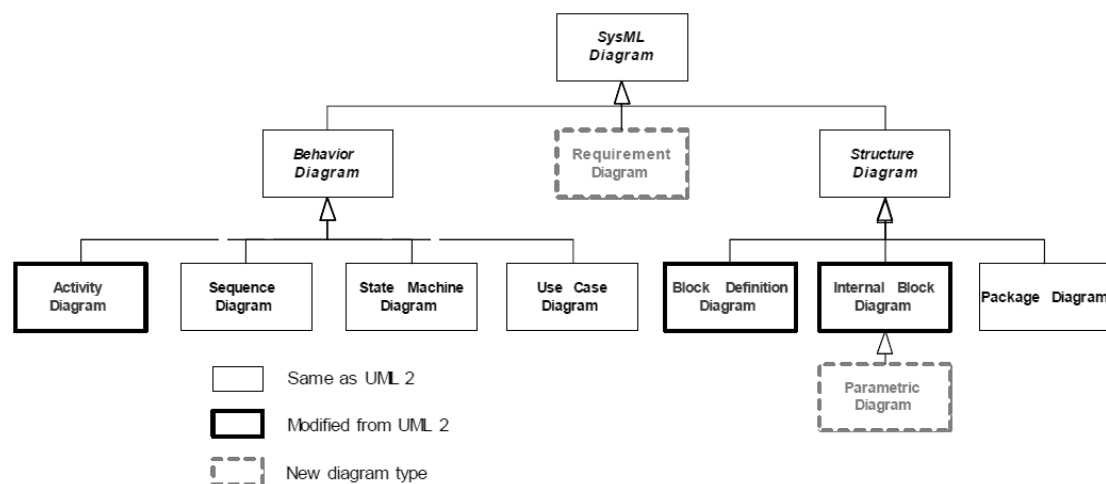 SysML
Diagram
Behavior
Diagram
Requirement
Diagram
Structure
Diagram
Activity
Diagram
Sequence
Diagram
State Machine
Diagram
Use Case
Diagram
Block Definition
Diagram
Internal Block
Diagram
Package Diagram
Parametric
Diagram
Same as UML 2
Modified from UML 2
New diagram type